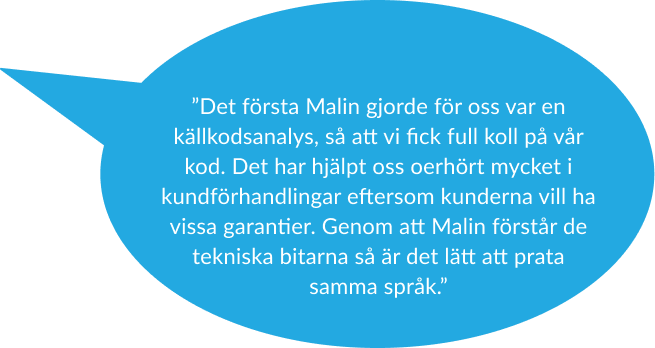 ”Det första Malin gjorde för oss var en
källkodsanalys, så att vi fick full koll på vår
kod. Det har hjälpt oss oerhört mycket i
kundförhandlingar eftersom kunderna vill ha
vissa garantier. Genom att Malin förstår de
tekniska bitarna så är det lätt att prata
samma språk.”